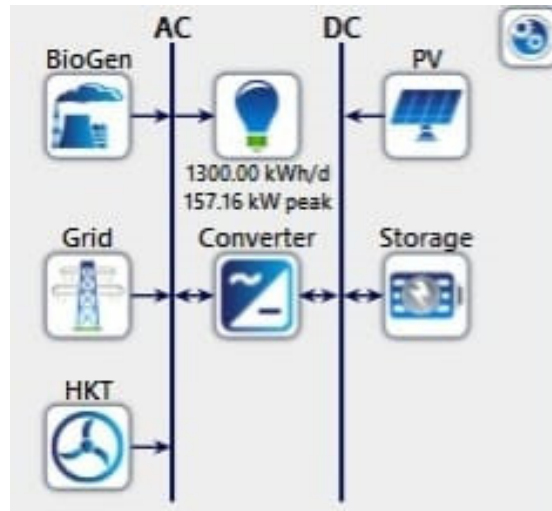 AC
DC
BioGen
PV
1300.00 kWh/d
157.16 kW peak
Grid
Converter
Storage
HKT